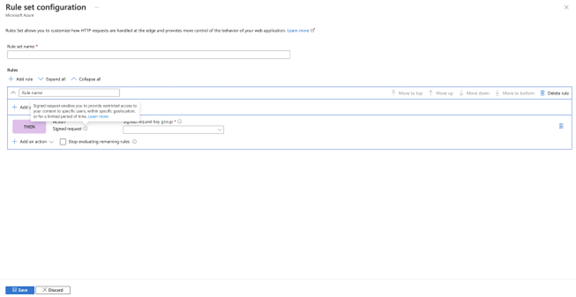 Rule set configuration ...
Microsoft Azure
Rules Set allow you to customize how HTTP requests are handled at the edge and provides more control of the behavior of your web application. Learn more
Rule set name *
Rules
Add rule Expand all Collapse all
Rule name Move to top Move up Move down Move to bottom Delete rule
Add
Signed request enables you to provide restricted access to
your content to specific users, within specific geolocation,
or for a limited period of time. Learn more
THEN
Signed request key group *
Signed request
Add an action Stop evaluating remaining rules
Save Discard